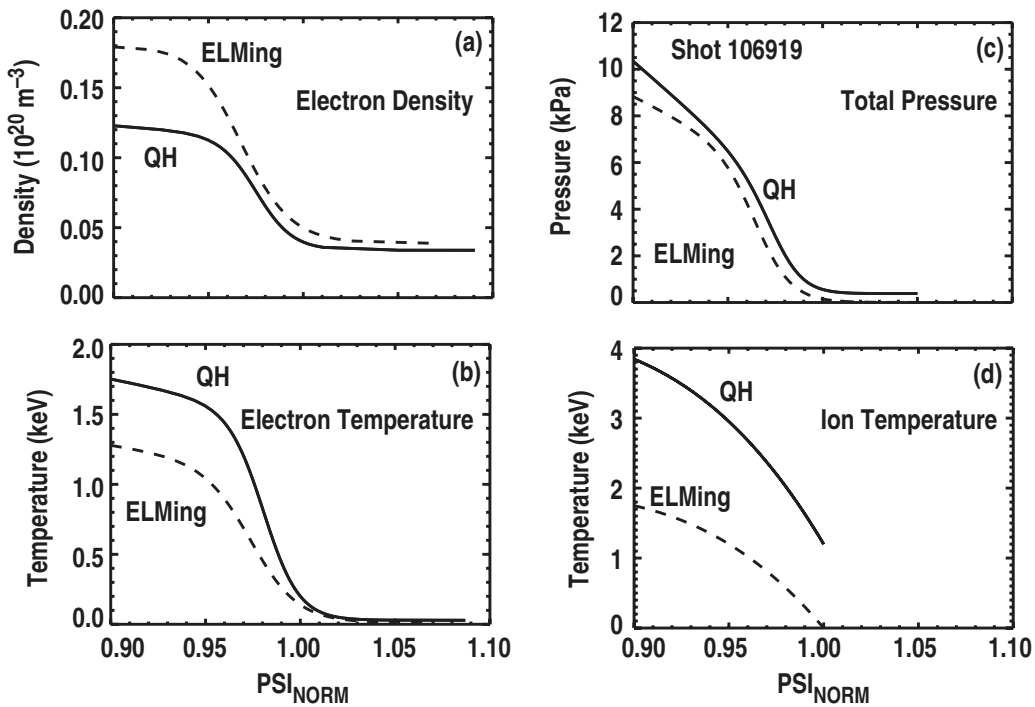 0.20
0.15
0.10
0.05
0.00
Density (10²⁰ m⁻³)
(a)
ELMing
Electron Density
QH
12
10
8
6
4
2
0
Pressure (kPa)
Shot 106919
(c)
Total Pressure
QH
ELMing
2.0
1.5
1.0
0.5
0.0
Temperature (keV)
(b)
QH
Electron Temperature
ELMing
0.90 0.95 1.00 1.05 1.10
PSI_NORM
4
3
2
1
0
Temperature (keV)
(d)
QH
Ion Temperature
ELMing
0.90 0.95 1.00 1.05 1.10
PSI_NORM